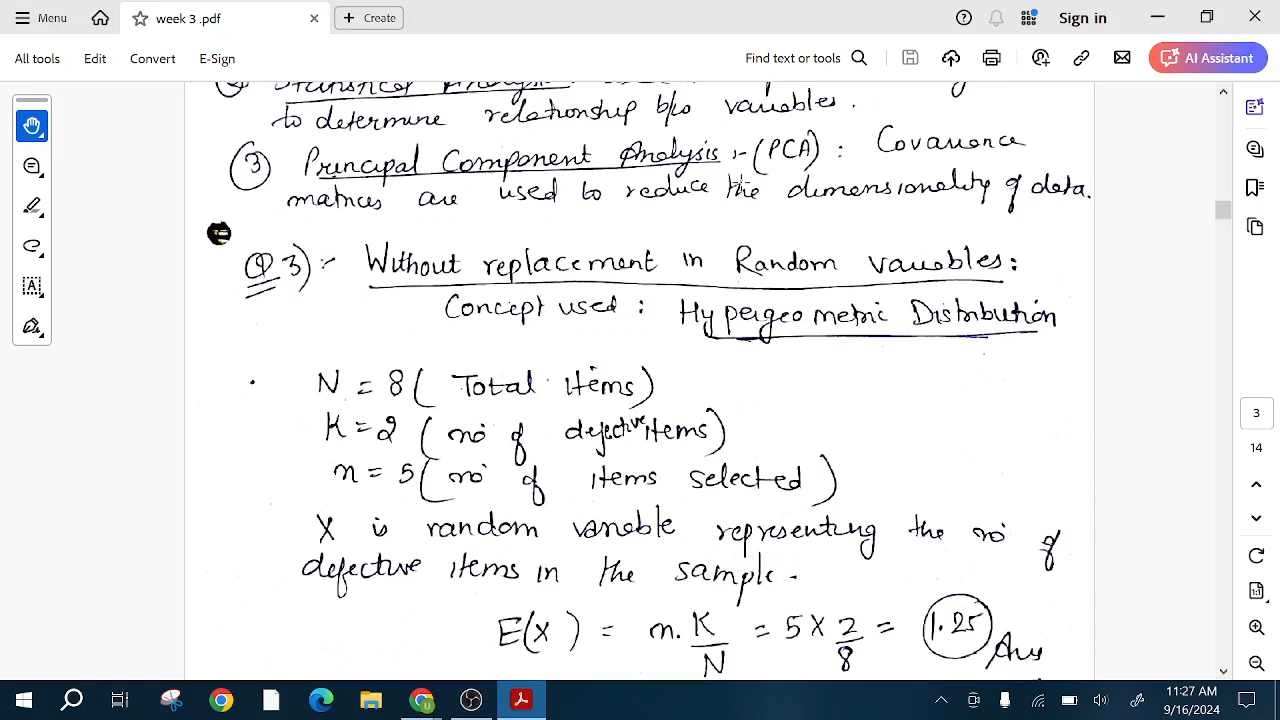 Menu
week 3 .pdf
Create
Sign in
All tools
Edit
Convert
E-Sign
Find text or tools
AI Assistant
to determine relationship b/w variables.
③ Principal Component Analysis :- (PCA) : Covariance
matrices are used to reduce the dimensionality of data.
Q 3) :- Without replacement in Random variables :
Concept used : Hypergeometric Distribution
N = 8 ( Total items)
K = 2 ( no of defective items)
n = 5 ( no of items selected )
X is random variable representing the no of
defective items in the sample.
E(X) = n. K/N = 5 X 2/8 = 1.25 Ans
3
14
11:27 AM
9/16/2024